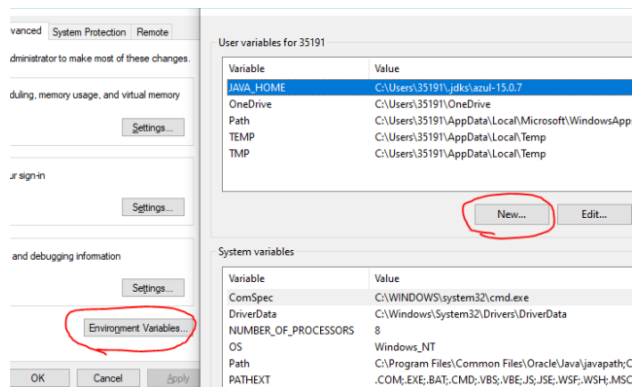 vanced System Protection Remote
dministrator to make most of these changes.
duling, memory usage, and virtual memory
Settings...
ur sign-in
Settings...
and debugging information
Settings...
Environment Variables...
OK Cancel Apply
User variables for 35191
Variable Value
JAVA_HOME C:\Users\35191\.jdks\azul-15.0.7
OneDrive C:\Users\35191\OneDrive
Path C:\Users\35191\AppData\Local\Microsoft\WindowsApps
TEMP C:\Users\35191\AppData\Local\Temp
TMP C:\Users\35191\AppData\Local\Temp
New... Edit...
System variables
Variable Value
ComSpec C:\WINDOWS\system32\cmd.exe
DriverData C:\Windows\System32\Drivers\DriverData
NUMBER_OF_PROCESSORS 8
OS Windows_NT
Path C:\Program Files\Common Files\Oracle\Java\javapath;C
PATHEXT .COM;.EXE;.BAT;.CMD;.VBS;.VBE;.JS;.JSE;.WSF;.WSH;.MSC